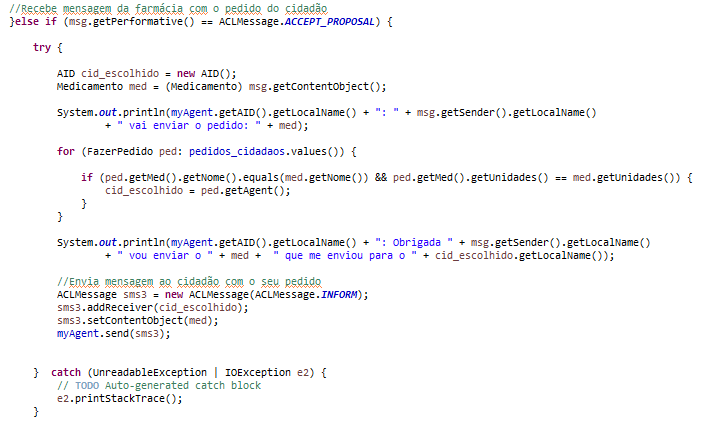 //Recebe mensagem da farmácia com o pedido do cidadão
}else if (msg.getPerformative() == ACLMessage.ACCEPT_PROPOSAL) {
try {
AID cid_escolhido = new AID();
Medicamento med = (Medicamento) msg.getContentObject();
System.out.println(myAgent.getAID().getLocalName() + ": " + msg.getSender().getLocalName()
+ " vai enviar o pedido: " + med);
for (FazerPedido ped: pedidos_cidadaos.values()) {
if (ped.getMed().getNome().equals(med.getNome()) && ped.getMed().getUnidades() == med.getUnidades()) {
cid_escolhido = ped.getAgent();
}
}
System.out.println(myAgent.getAID().getLocalName() + ": Obrigada " + msg.getSender().getLocalName()
+ " vou enviar o " + med +  " que me enviou para o " + cid_escolhido.getLocalName());
//Envia mensagem ao cidadão com o seu pedido
ACLMessage sms3 = new ACLMessage(ACLMessage.INFORM);
sms3.addReceiver(cid_escolhido);
sms3.setContentObject(med);
myAgent.send(sms3);
}  catch (UnreadableException | IOException e2) {
// TODO Auto-generated catch block
e2.printStackTrace();
}